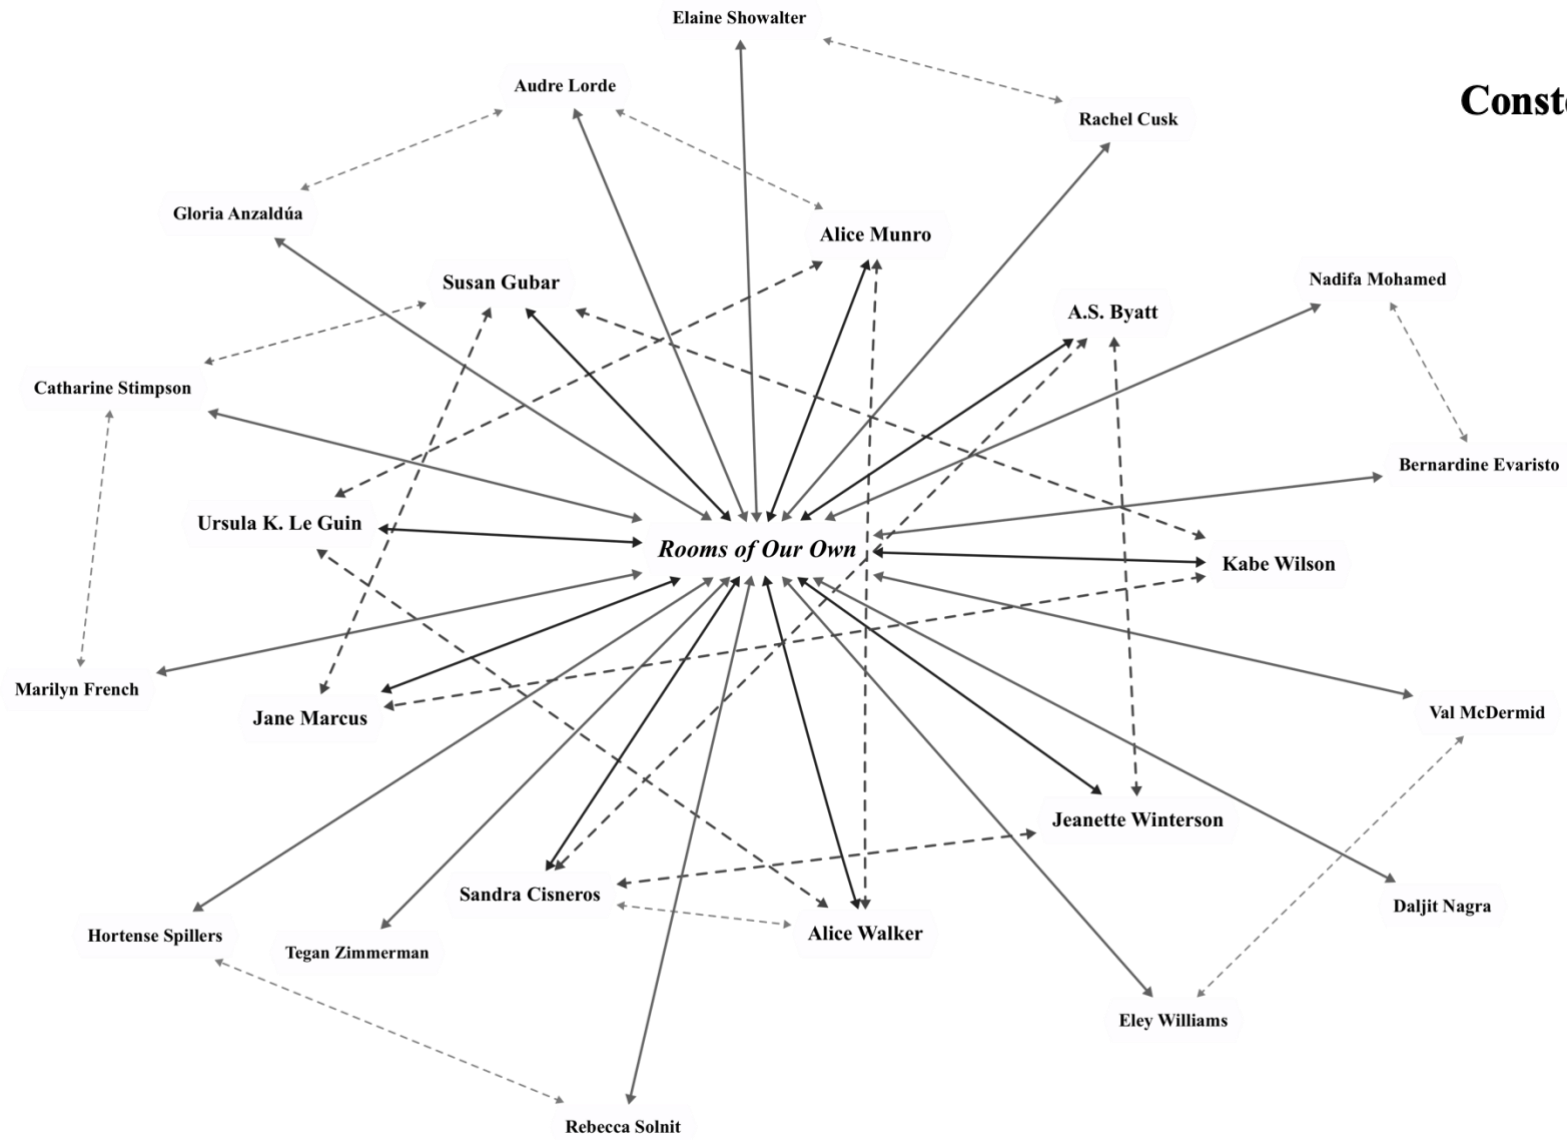 Elaine Showalter
Audre Lorde
Const
Rachel Cusk
Gloria Anzaldúa
Alice Munro
Susan Gubar
Nadifa Mohamed
A.S. Byatt
Catharine Stimpson
Bernardine Evaristo
Ursula K. Le Guin
Rooms of Our Own
Kabe Wilson
Marilyn French
Jane Marcus
Val McDermid
Jeanette Winterson
Sandra Cisneros
Daljit Nagra
Hortense Spillers
Alice Walker
Tegan Zimmerman
Eley Williams
Rebecca Solnit